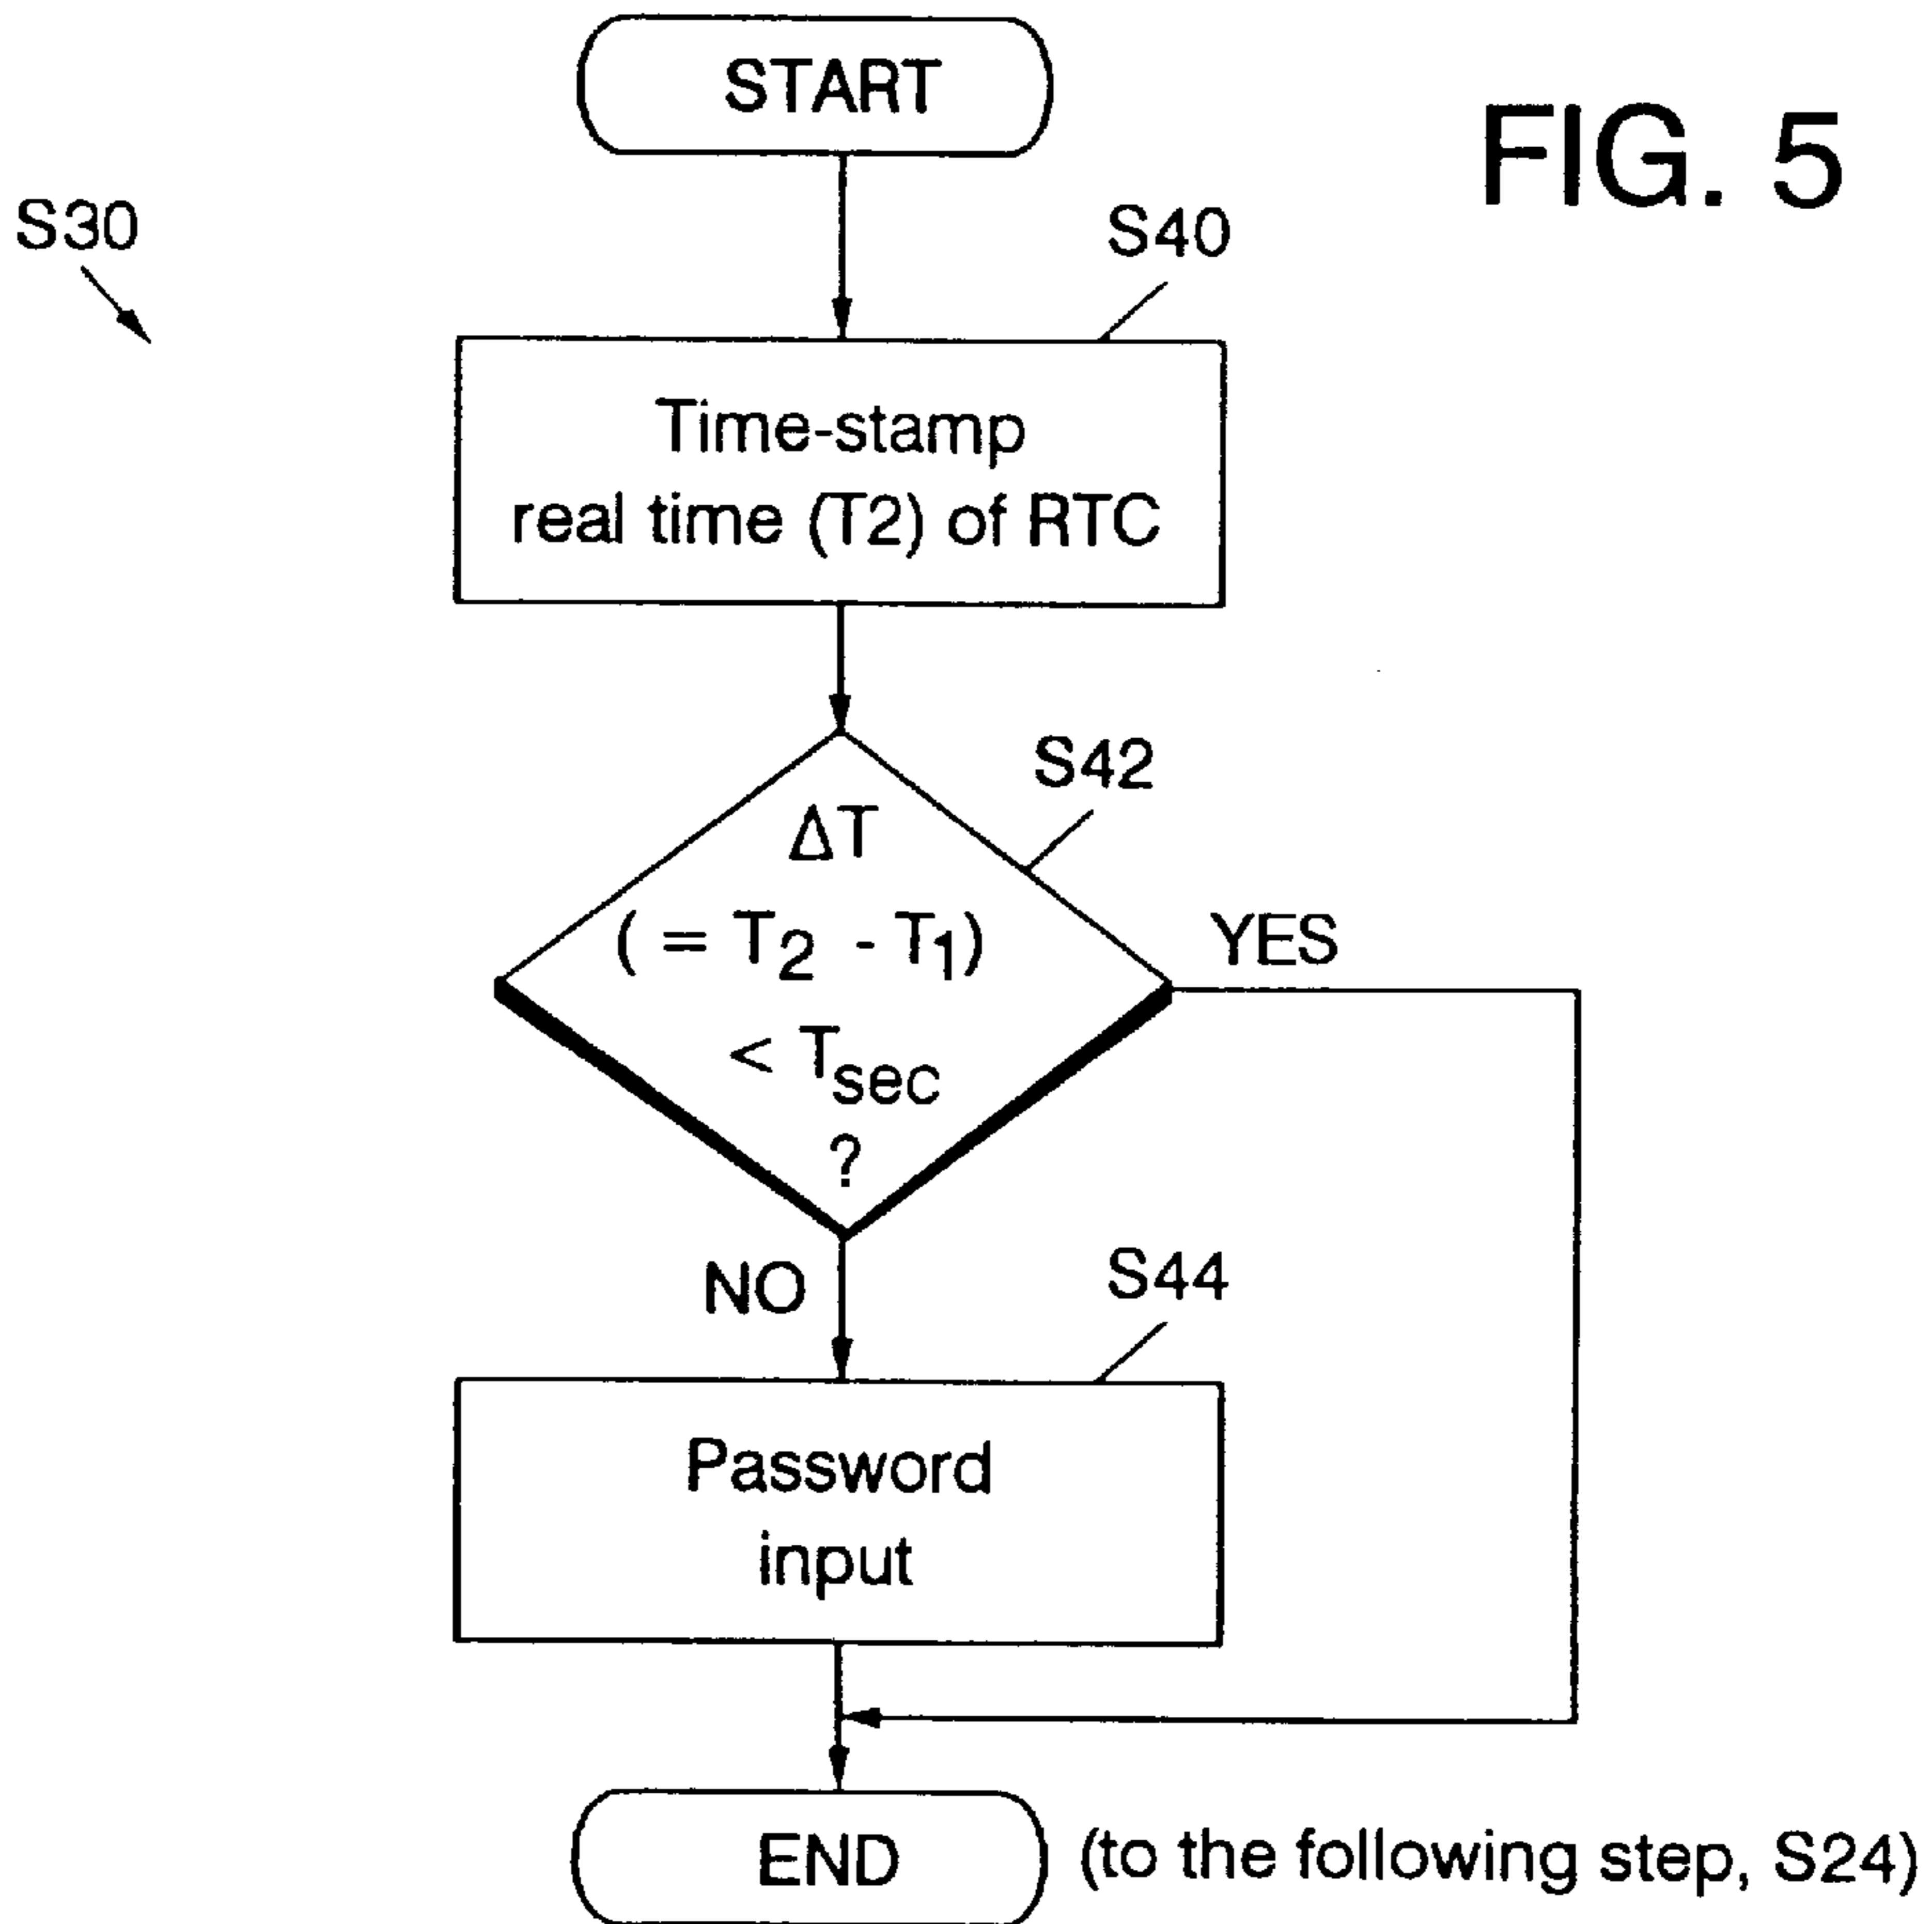 START
FIG. 5
S30
S40
Time-stamp
real time (T2) of RTC
S42
ΔT
( = T2 - T1)
< Tsec
?
YES
NO
S44
Password
input
END
(to the following step, S24)